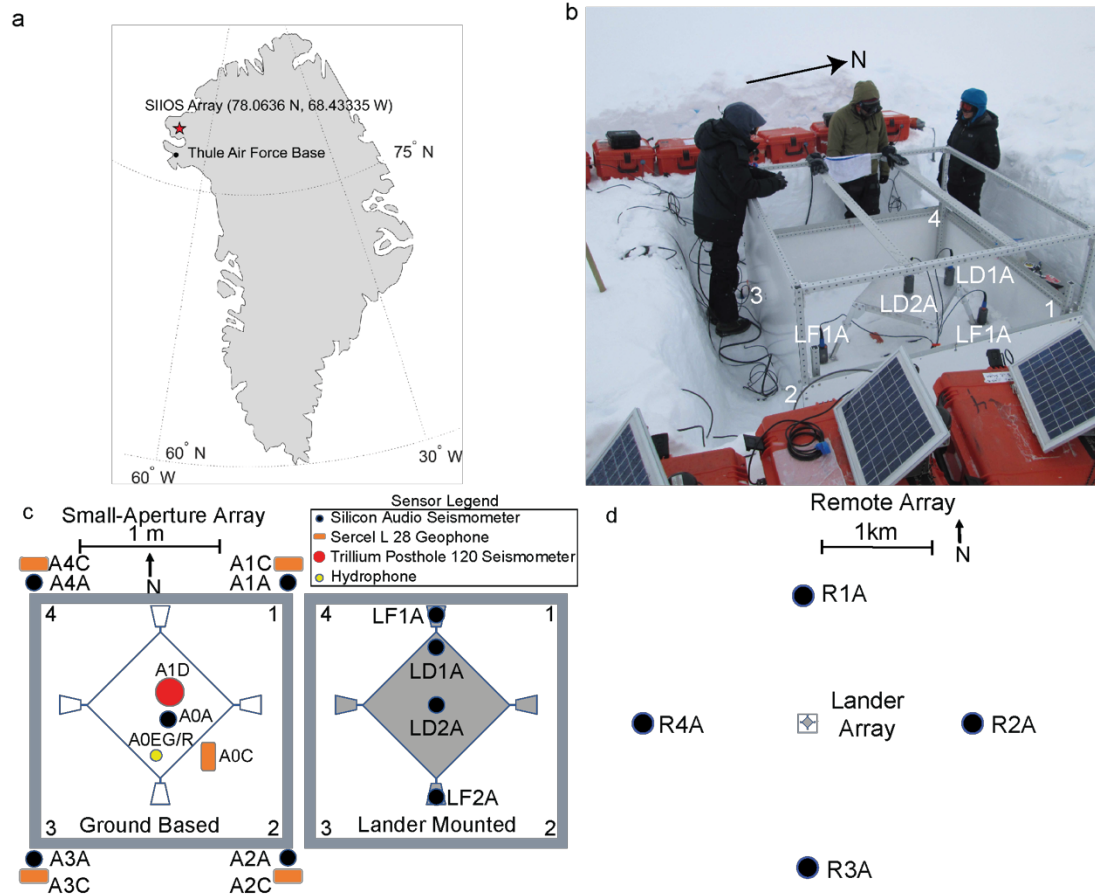 a
SIIOS Array (78.0636 N, 68.43335 W)
Thule Air Force Base
75° N
60° N
60° W
30° W
b
N
4
LD1A
3
LD2A
1
LF1A
LF1A
2
c
Small-Aperture Array
1 m
N
Sensor Legend
Silicon Audio Seismometer
Sercel L 28 Geophone
Trillium Posthole 120 Seismometer
Hydrophone
A4C
A1C
A4A
A1A
4
1
A1D
A0A
A0EG/R
A0C
3
Ground Based
2
A3A
A2A
A3C
A2C
4
LF1A
1
LD1A
LD2A
LF2A
3
Lander Mounted
2
d
Remote Array
1km
N
R1A
R4A
Lander
Array
R2A
R3A